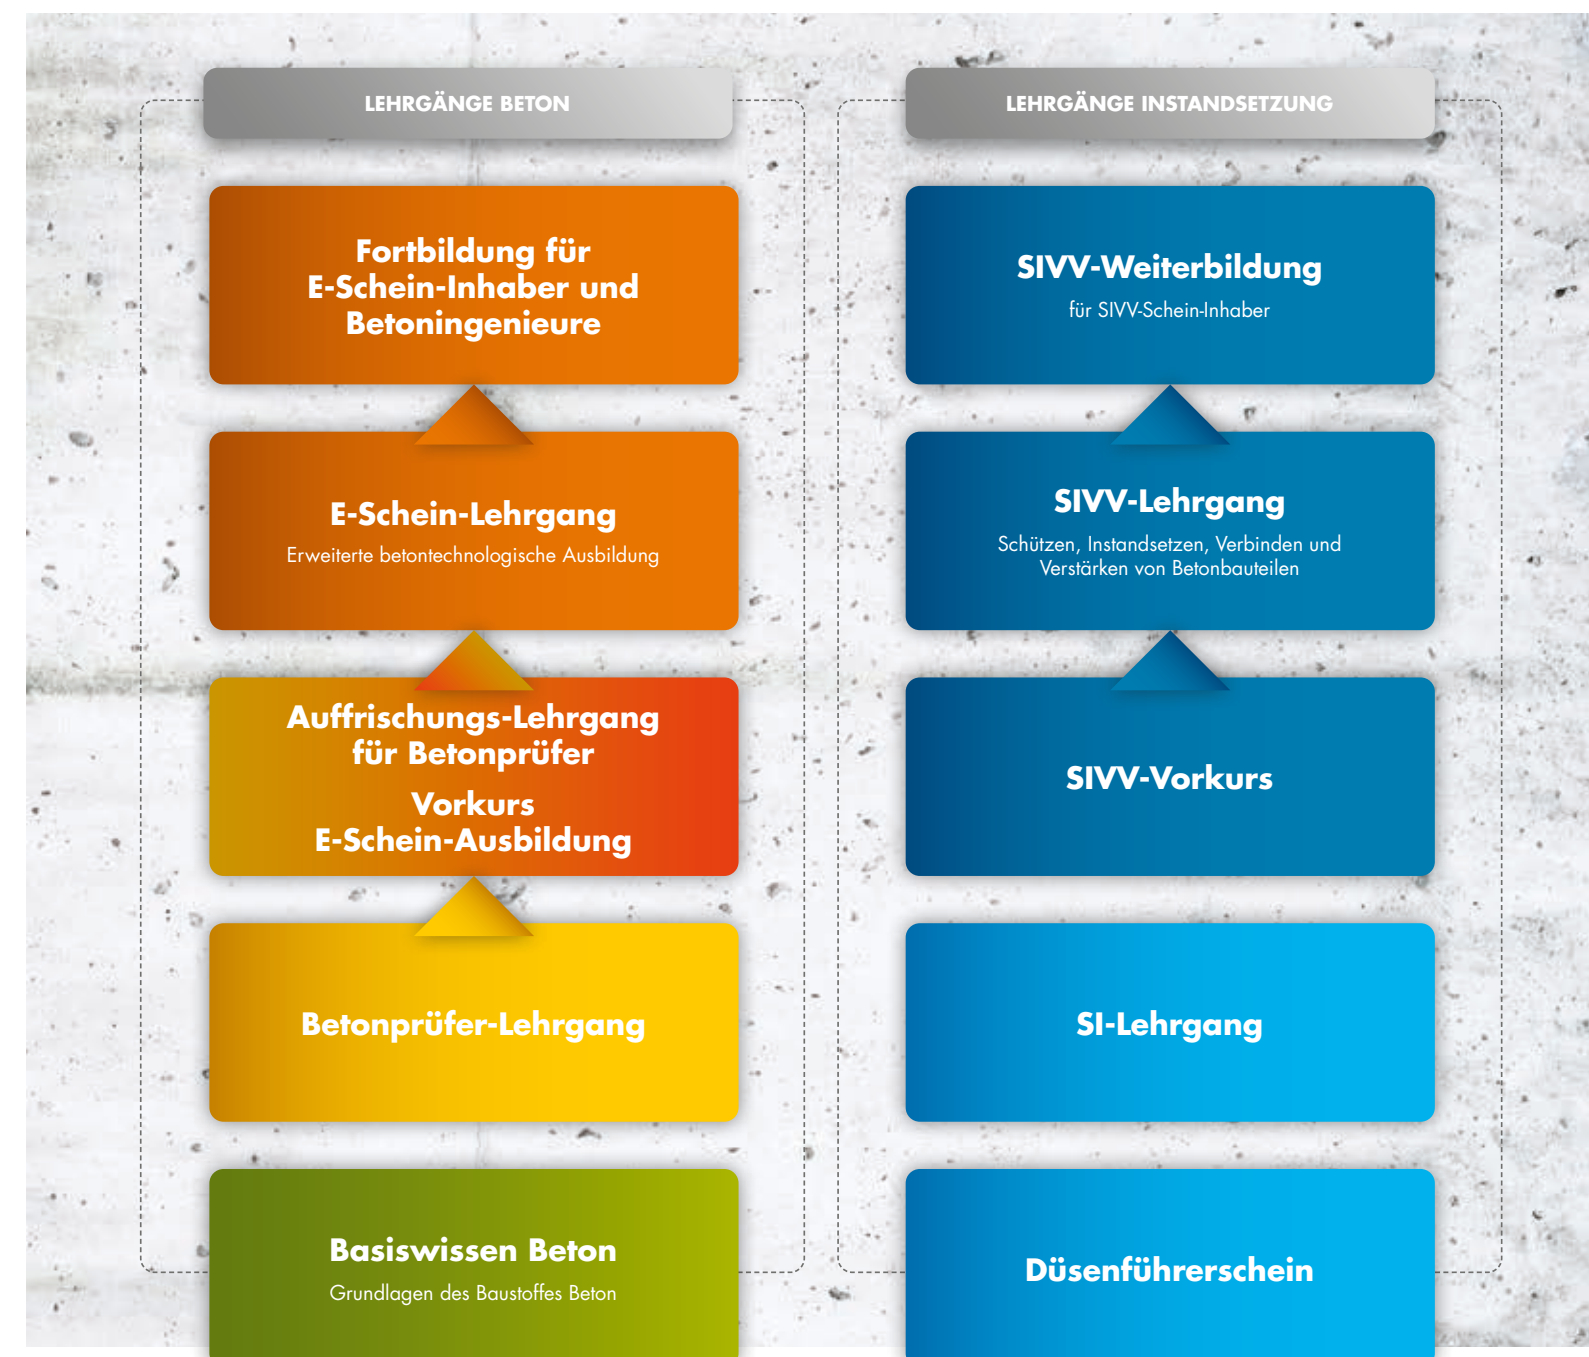 LEHRGÄNGE BETON
Fortbildung für
E-Schein-Inhaber und
Betoningenieure
E-Schein-Lehrgang
Erweiterte betontechnologische Ausbildung
Auffrischungs-Lehrgang
für Betonprüfer
Vorkurs
E-Schein-Ausbildung
Betonprüfer-Lehrgang
Basiswissen Beton
Grundlagen des Baustoffes Beton
LEHRGÄNGE INSTANDSETZUNG
SIVV-Weiterbildung
für SIVV-Schein-Inhaber
SIVV-Lehrgang
Schützen, Instandsetzen, Verbinden und
Verstärken von Betonbauteilen
SIVV-Vorkurs
SI-Lehrgang
Düsenführerschein